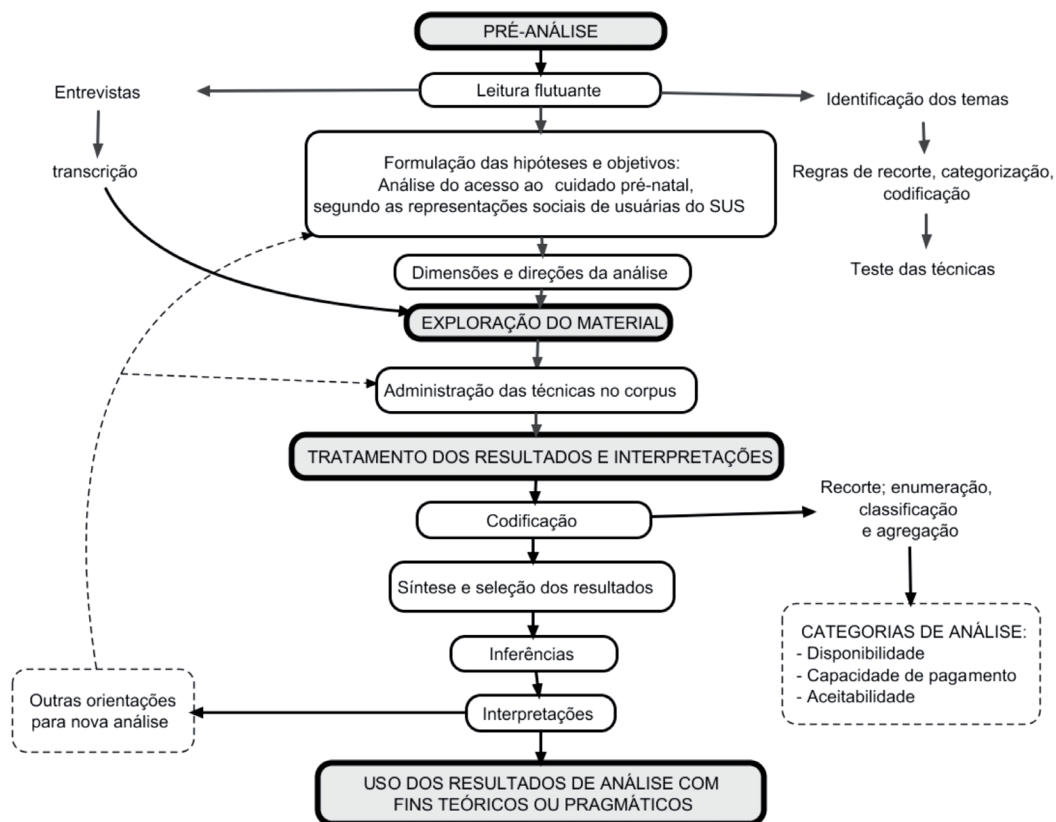 PRÉ-ANÁLISE
Entrevistas
Leitura flutuante
Identificação dos temas
transcrição
Formulação das hipóteses e objetivos:
Análise do acesso ao cuidado pré-natal,
segundo as representações sociais de usuárias do SUS
Regras de recorte, categorização,
codificação
Teste das técnicas
Dimensões e direções da análise
EXPLORAÇÃO DO MATERIAL
Administração das técnicas no corpus
TRATAMENTO DOS RESULTADOS E INTERPRETAÇÕES
Codificação
Recorte; enumeração,
classificação
e agregação
Síntese e seleção dos resultados
CATEGORIAS DE ANÁLISE:
- Disponibilidade
- Capacidade de pagamento
- Aceitabilidade
Inferências
Interpretações
Outras orientações
para nova análise
USO DOS RESULTADOS DE ANÁLISE COM
FINS TEÓRICOS OU PRAGMÁTICOS